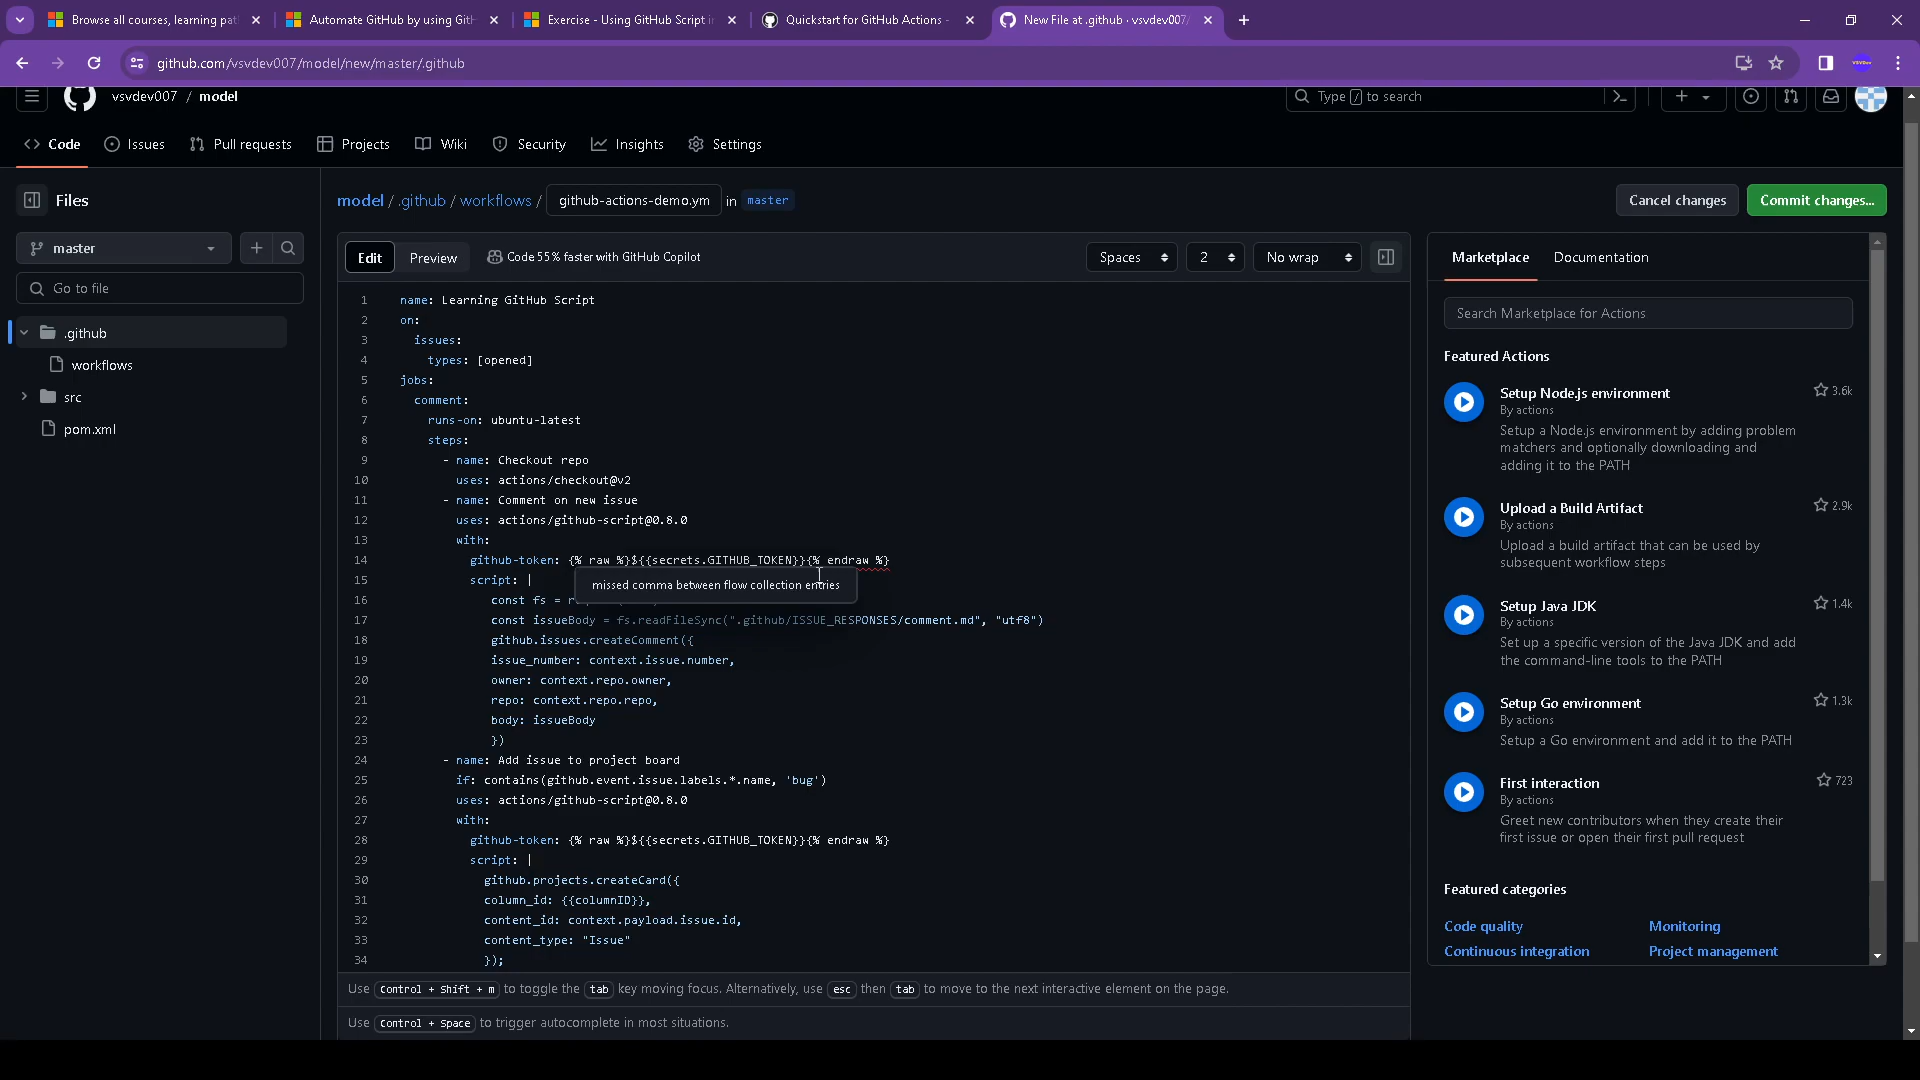 Browse all courses, learning pat
Automate GitHub by using GitH
Exercise - Using GitHub Script in
Quickstart for GitHub Actions -
New File at .github · vsvdev007/
github.com/vsvdev007/model/new/master/.github
vsvdev007 / model
Type / to search
Code
Issues
Pull requests
Projects
Wiki
Security
Insights
Settings
Files
master
Go to file
.github
workflows
src
pom.xml
model / .github / workflows / github-actions-demo.ym in master
Cancel changes
Commit changes...
Edit
Preview
Code 55% faster with GitHub Copilot
Spaces
2
No wrap
1 name: Learning GitHub Script
2 on:
3 issues:
4 types: [opened]
5 jobs:
6 comment:
7 runs-on: ubuntu-latest
8 steps:
9 - name: Checkout repo
10 uses: actions/checkout@v2
11 - name: Comment on new issue
12 uses: actions/github-script@0.8.0
13 with:
14 github-token: {% raw %}${{secrets.GITHUB_TOKEN}}{% endraw %}
15 script: |
missed comma between flow collection entries
16 const fs = r
17 const issueBody = fs.readFileSync(".github/ISSUE_RESPONSES/comment.md", "utf8")
18 github.issues.createComment({
19 issue_number: context.issue.number,
20 owner: context.repo.owner,
21 repo: context.repo.repo,
22 body: issueBody
23 })
24 - name: Add issue to project board
25 if: contains(github.event.issue.labels.*.name, 'bug')
26 uses: actions/github-script@0.8.0
27 with:
28 github-token: {% raw %}${{secrets.GITHUB_TOKEN}}{% endraw %}
29 script: |
30 github.projects.createCard({
31 column_id: {{columnID}},
32 content_id: context.payload.issue.id,
33 content_type: "Issue"
34 });
Use Control + Shift + m to toggle the tab key moving focus. Alternatively, use esc then tab to move to the next interactive element on the page.
Use Control + Space to trigger autocomplete in most situations.
Marketplace
Documentation
Search Marketplace for Actions
Featured Actions
Setup Node.js environment
3.6k
By actions
Setup a Node.js environment by adding problem
matchers and optionally downloading and
adding it to the PATH
Upload a Build Artifact
2.9k
By actions
Upload a build artifact that can be used by
subsequent workflow steps
Setup Java JDK
1.4k
By actions
Set up a specific version of the Java JDK and add
the command-line tools to the PATH
Setup Go environment
1.3k
By actions
Setup a Go environment and add it to the PATH
First interaction
723
By actions
Greet new contributors when they create their
first issue or open their first pull request
Featured categories
Code quality
Monitoring
Continuous integration
Project management